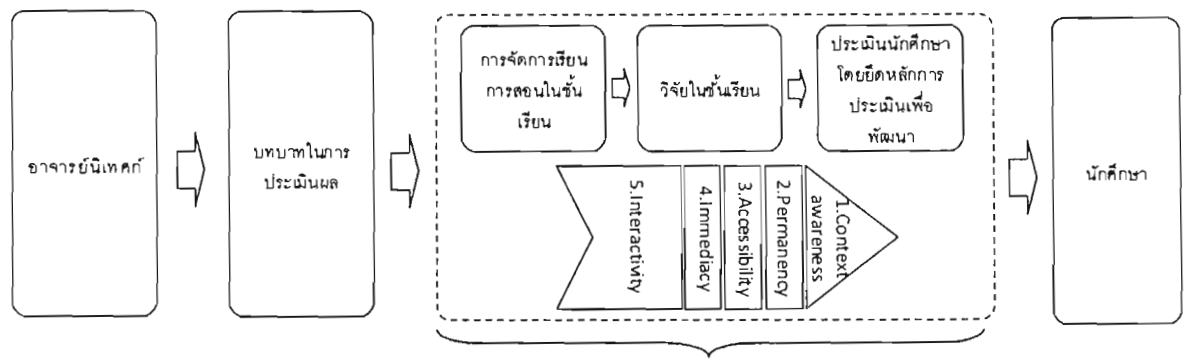 อาจารย์นิเทศก์
บทบาทในการ
ประเมินผล
การจัดการเรียน
การสอนในชั้น
เรียน
วิจัยในชั้นเรียน
ประเมินนักศึกษา
โดยยึดหลักการ
ประเมินเพื่อ
พัฒนา
1.Context
awareness
2.Permanency
3.Accessibility
4.Immediacy
5.Interactivity
นักศึกษา